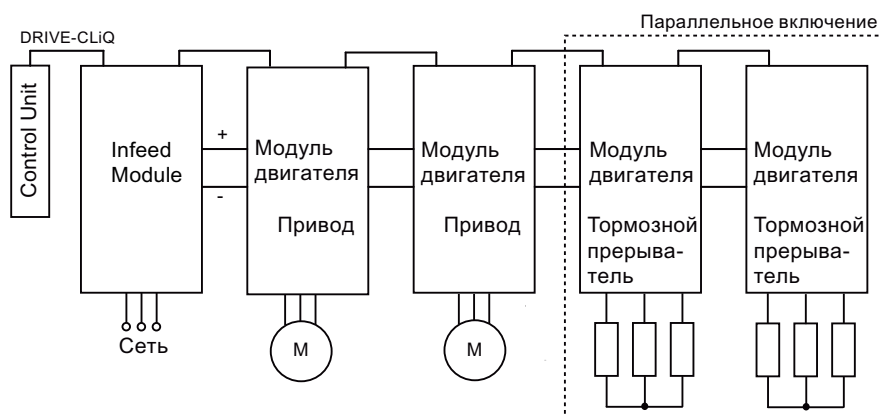 Параллельное включение
DRIVE-CLiQ
Control Unit
Infeed
Module
+
-
Сеть
Модуль
двигателя
Привод
M
Модуль
двигателя
Привод
M
Модуль
двигателя
Тормозной
прерыва-
тель
Модуль
двигателя
Тормозной
прерыва-
тель